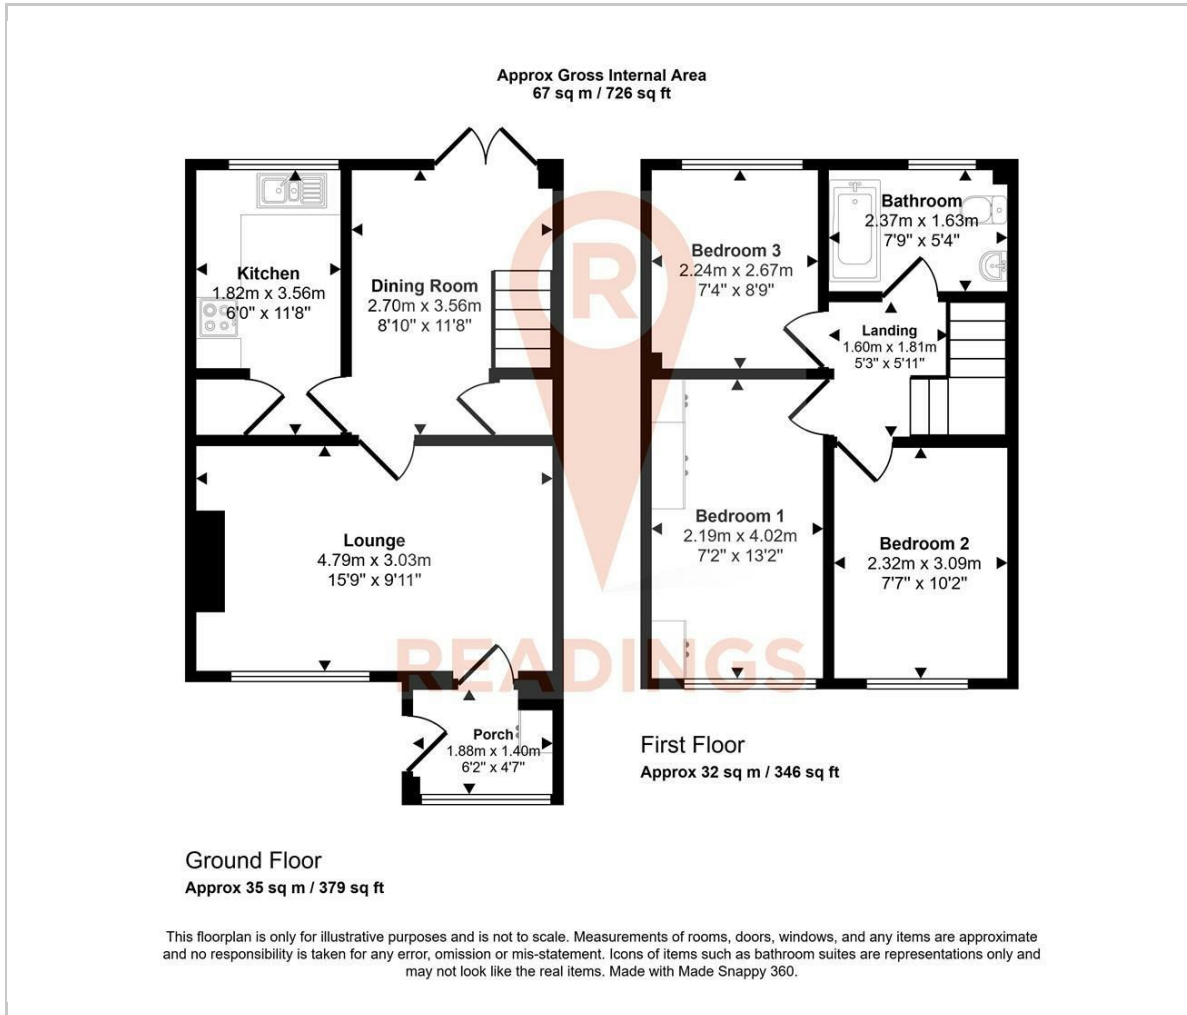 Approx Gross Internal Area
67 sq m / 726 sq ft
Kitchen
1.82m x 3.56m
6'0" x 11'8"
Dining Room
2.70m x 3.56m
8'10" x 11'8"
Lounge
4.79m x 3.03m
15'9" x 9'11"
Porch
1.88m x 1.40m
6'2" x 4'7"
Ground Floor
Approx 35 sq m / 379 sq ft
Bedroom 3
2.24m x 2.67m
7'4" x 8'9"
Bathroom
2.37m x 1.63m
7'9" x 5'4"
Landing
1.60m x 1.81m
5'3" x 5'11"
Bedroom 1
2.19m x 4.02m
7'2" x 13'2"
Bedroom 2
2.32m x 3.09m
7'7" x 10'2"
First Floor
Approx 32 sq m / 346 sq ft
R
READINGS
This floorplan is only for illustrative purposes and is not to scale. Measurements of rooms, doors, windows, and any items are approximate
and no responsibility is taken for any error, omission or mis-statement. Icons of items such as bathroom suites are representations only and
may not look like the real items. Made with Made Snappy 360.